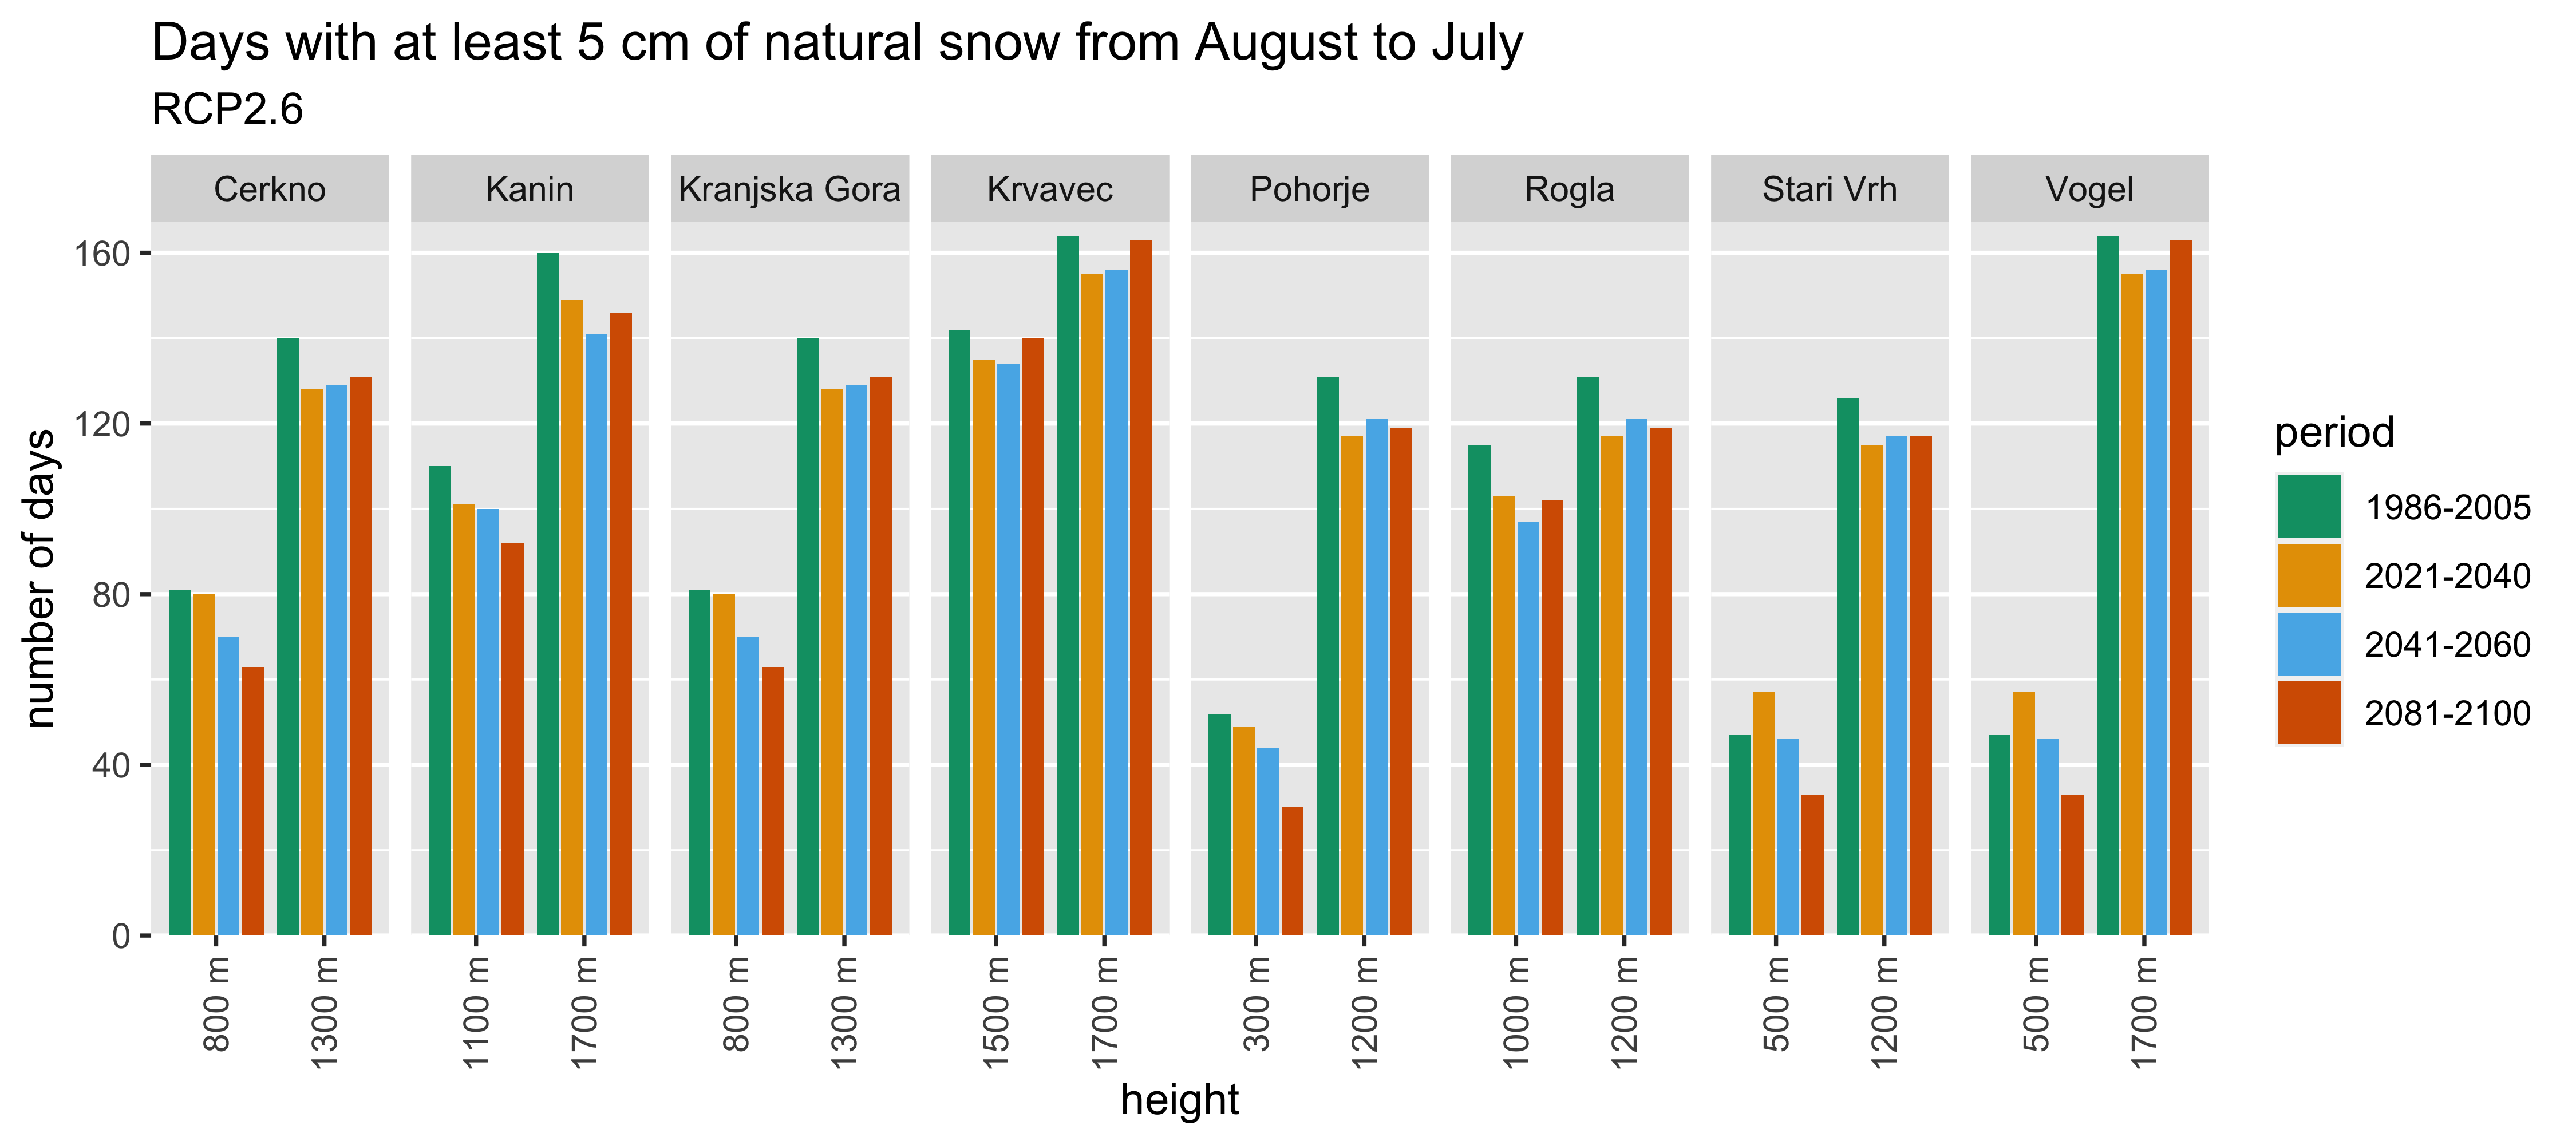 Days with at least 5 cm of natural snow from August to July
RCP2.6
Cerkno Kanin Kranjska Gora Krvavec Pohorje Rogla Stari Vrh Vogel
160
120
80
40
0
number of days
800 m 1300 m 1100 m 1700 m 800 m 1300 m 1500 m 1700 m 300 m 1200 m 1000 m 1200 m 500 m 1200 m 500 m 1700 m
height
period
1986-2005
2021-2040
2041-2060
2081-2100